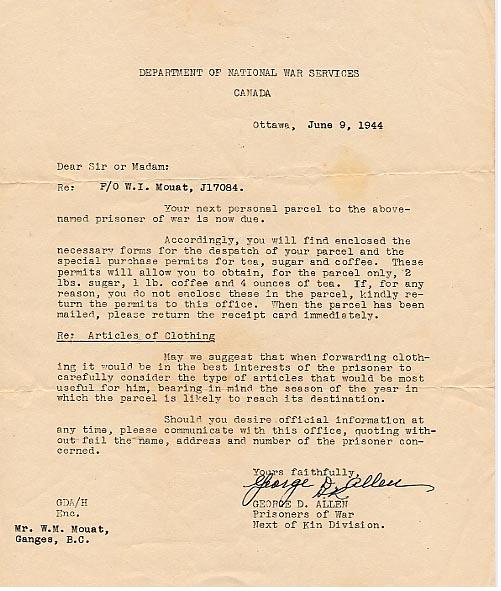 DEPARTMENT OF NATIONAL WAR SERVICES
CANADA
Ottawa, June 9, 1944
Dear Sir or Madam:
Re: F/O W.I. Mouat, J17084.
Your next personal parcel to the above-
named prisoner of war is now due.
Accordingly, you will find enclosed the
necessary forms for the despatch of your parcel and the
special purchase permits for tea, sugar and coffee. These
permits will allow you to obtain, for the parcel only, 2
lbs. sugar, 1 lb. coffee and 4 ounces of tea. If, for any
reason, you do not enclose these in the parcel, kindly re-
turn the permits to this office. When the parcel has been
mailed, please return the receipt card immediately.
Re: Articles of Clothing
May we suggest that when forwarding cloth-
ing it would be in the best interests of the prisoner to
carefully consider the type of articles that would be most
useful for him, bearing in mind the season of the year in
which the parcel is likely to reach its destination.
Should you desire official information at
any time, please communicate with this office, quoting with-
out fail the name, address and number of the prisoner con-
cerned.
Yours faithfully,
George D. Allen
GDA/H GEORGE D. ALLEN
Enc. Prisoners of War
Mr. W.M. Mouat, Next of Kin Division.
Ganges, B.C.